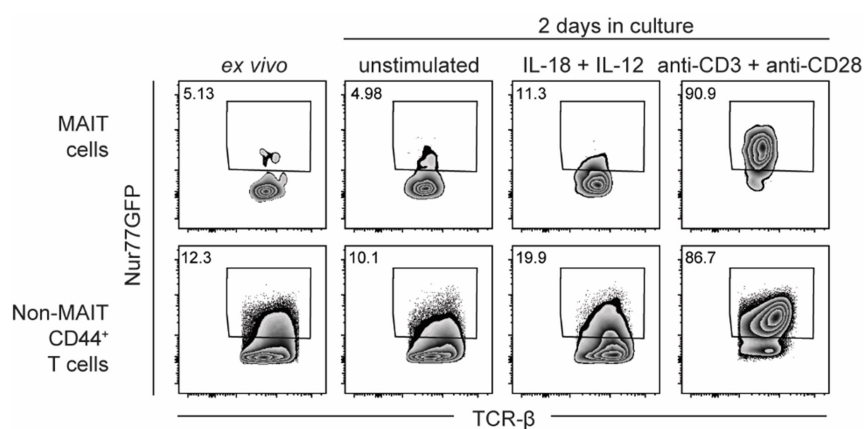 2 days in culture
ex vivo
unstimulated
IL-18 + IL-12
anti-CD3 + anti-CD28
MAIT
cells
5.13
4.98
11.3
90.9
Nur77GFP
Non-MAIT
CD44+
T cells
12.3
10.1
19.9
86.7
TCR-β